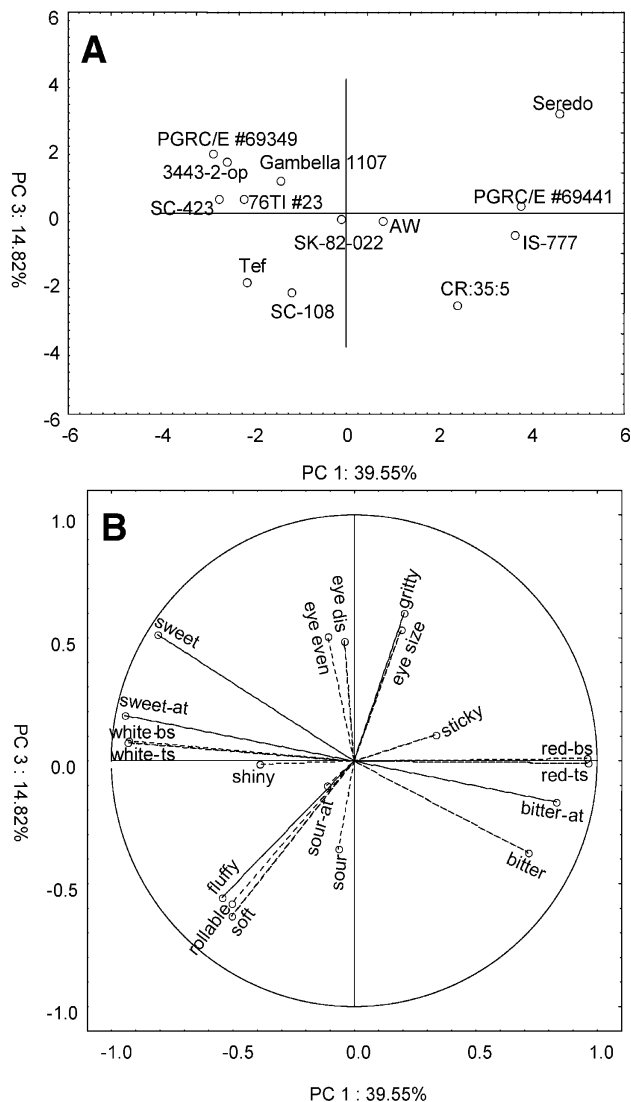 A
6
4
2
0
-2
-4
-6
PC 3: 14.82%
Seredo
PGRC/E #69349
3443-2-op
Gambella 1107
SC-423
76TI #23
PGRC/E #69441
SK-82-022
AW
IS-777
Tef
SC-108
CR:35:5
-6
-4
-2
0
2
4
6
PC 1: 39.55%
B
1.0
0.5
0.0
-0.5
-1.0
PC 3 : 14.82%
sweet
eye even
eye dis
gritty
eye size
sweet-at
white-bs
white-ts
sticky
red-bs
red-ts
shiny
sour-at
sour
bitter-at
bitter
fluffy
rollable
soft
-1.0
-0.5
0.0
0.5
1.0
PC 1 : 39.55%